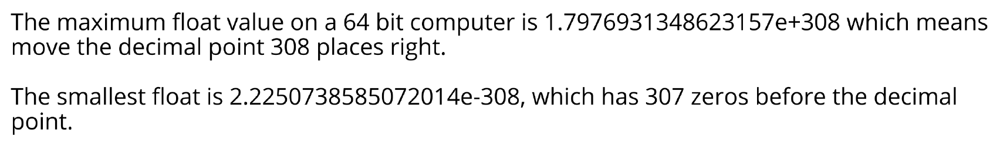 The maximum float value on a 64 bit computer is 1.7976931348623157e+308 which means
move the decimal point 308 places right.
The smallest float is 2.2250738585072014e-308, which has 307 zeros before the decimal
point.